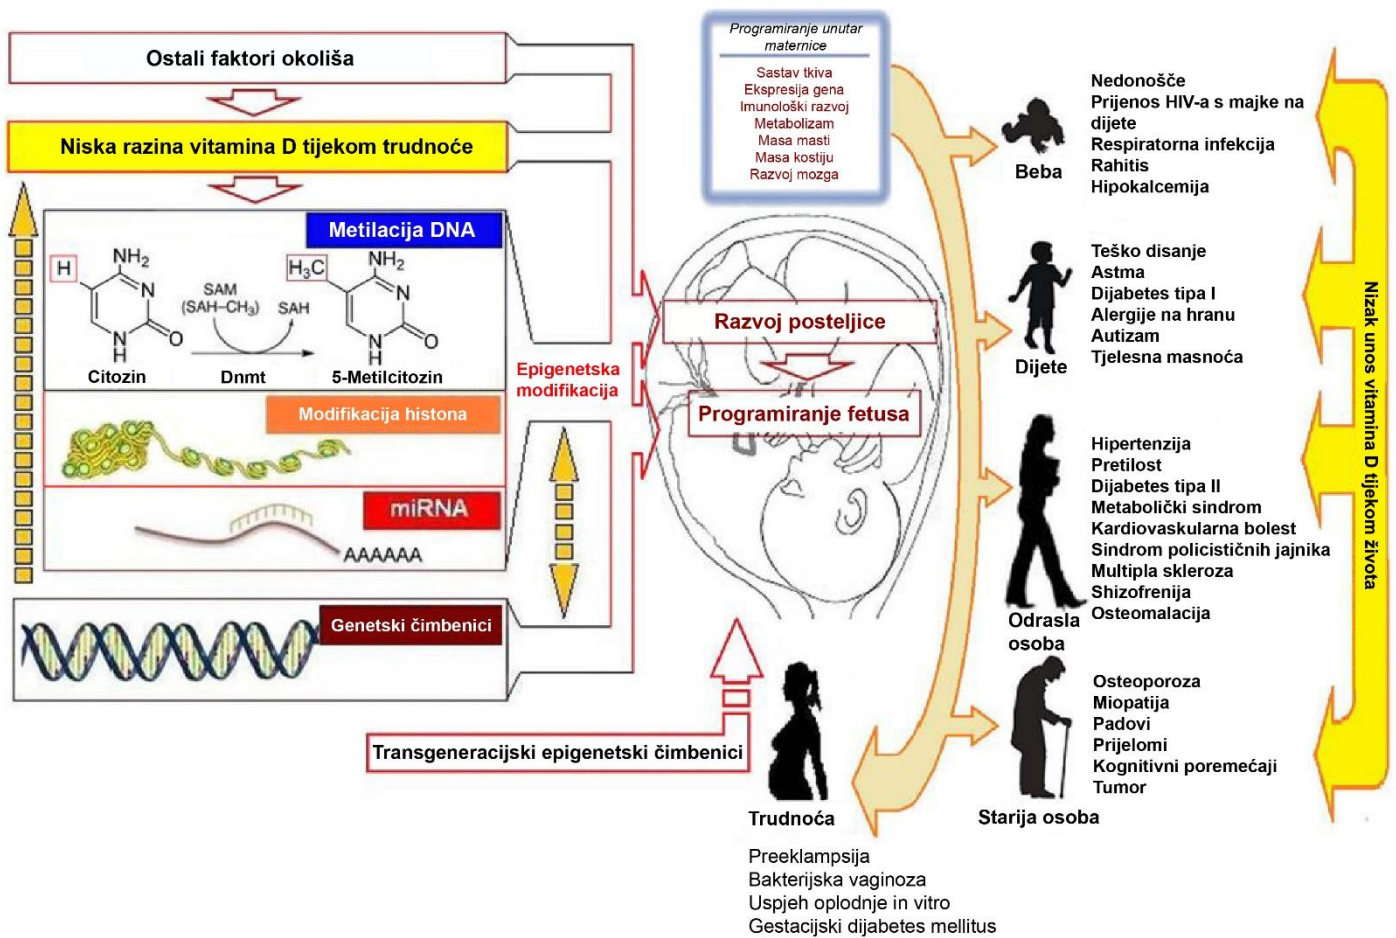 Ostali faktori okoliša
Niska razina vitamina D tijekom trudnoće
Metilacija DNA
H
NH₂
N
N
H
O
SAM
(SAH–CH₃)
SAH
H₃C
NH₂
N
N
H
O
Citozin
Dnmt
5-Metilcitozin
Modifikacija histona
miRNA
AAAAAA
Genetski čimbenici
Epigenetska
modifikacija
Transgeneracijski epigenetski čimbenici
Programiranje unutar
maternice
Sastav tkiva
Ekspresija gena
Imunološki razvoj
Metabolizam
Masa masti
Masa kostiju
Razvoj mozga
Razvoj posteljice
Programiranje fetusa
Beba
Nedonošče
Prijenos HIV-a s majke na
dijete
Respiratorna infekcija
Rahitis
Hipokalcemija
Dijete
Teško disanje
Astma
Dijabetes tipa I
Alergije na hranu
Autizam
Tjelesna masnoća
Odrasla
osoba
Hipertenzija
Pretilost
Dijabetes tipa II
Metabolički sindrom
Kardiovaskularna bolest
Sindrom policističnih jajnika
Multipla skleroza
Shizofrenija
Osteomalacija
Starija osoba
Osteoporoza
Miopatija
Padovi
Prijelomi
Kognitivni poremećaji
Tumor
Trudnoća
Preeklampsija
Bakterijska vaginoza
Uspjeh oplodnje in vitro
Gestacijski dijabetes mellitus
Nizak unos vitamina D tijekom života